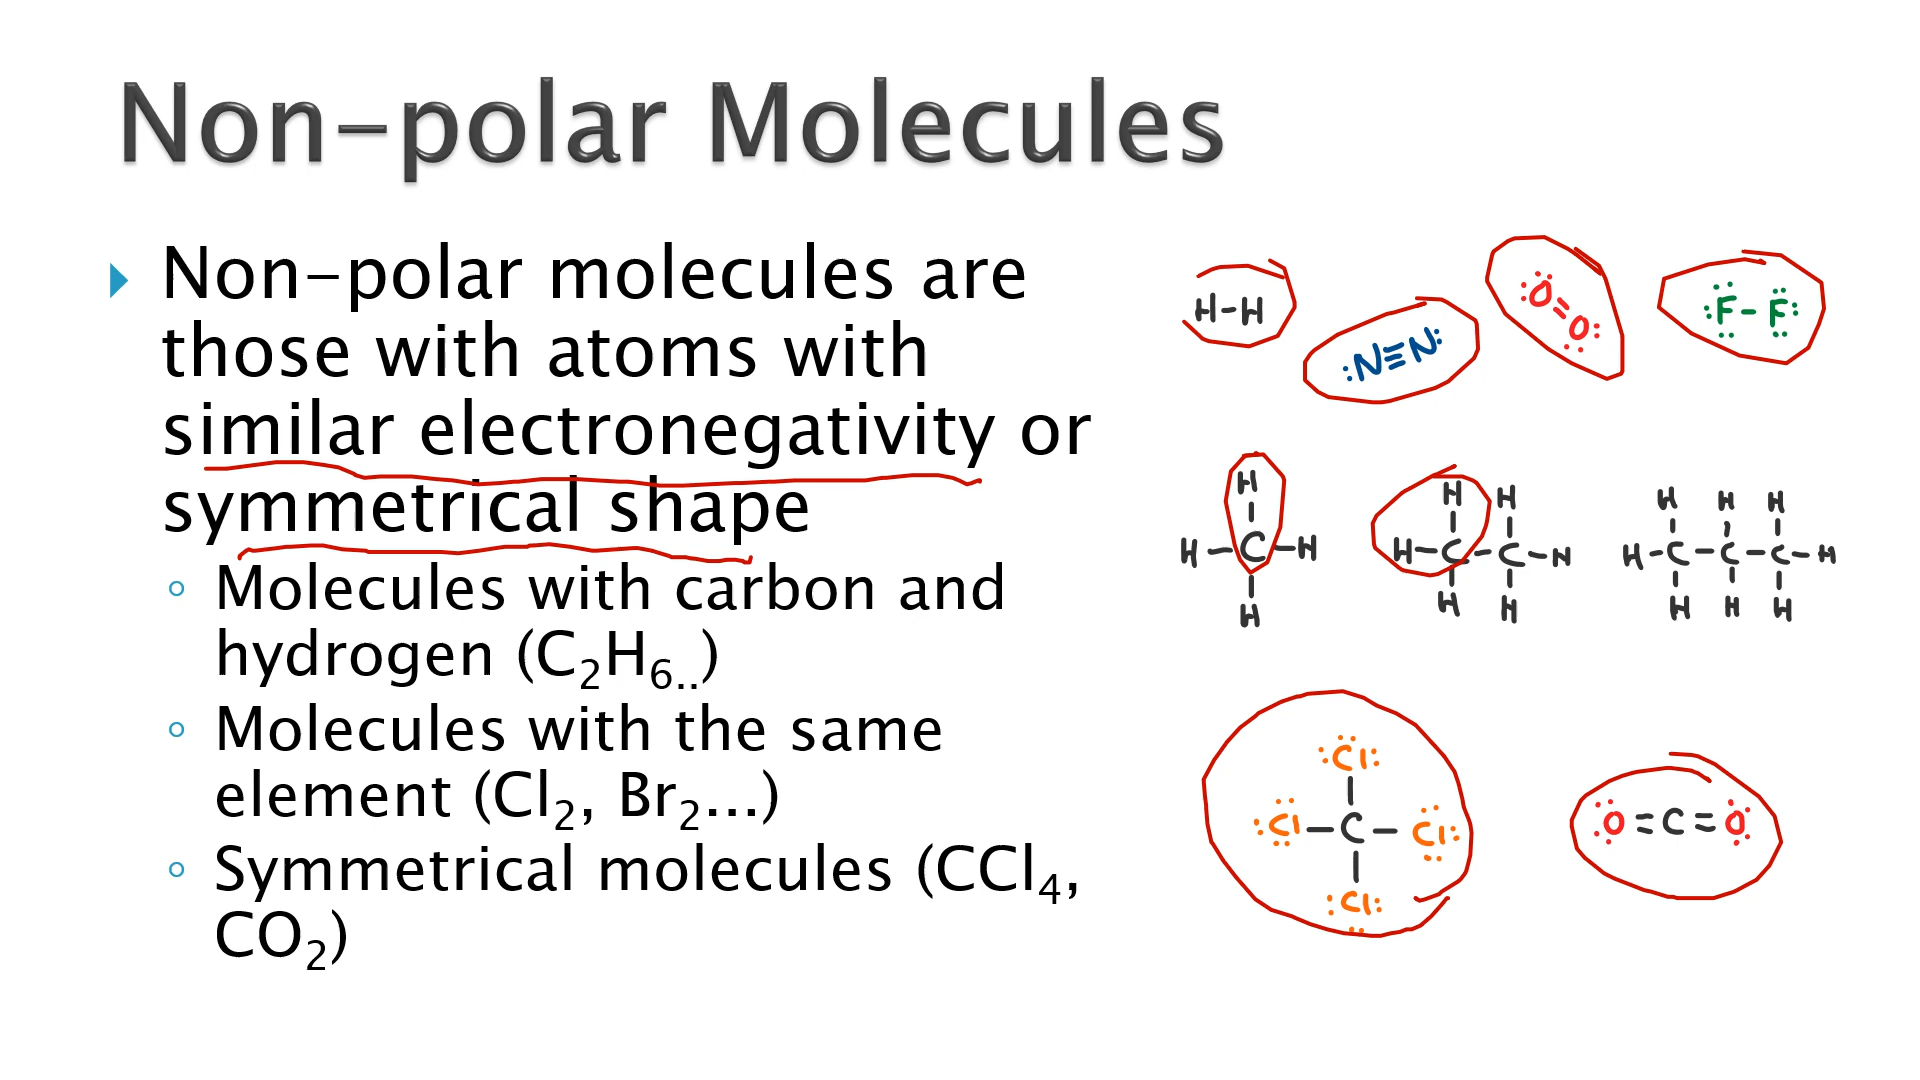 Non-polar Molecules
Non-polar molecules are
those with atoms with
similar electronegativity or
symmetrical shape
Molecules with carbon and
hydrogen (C₂H₆..)
Molecules with the same
element (Cl₂, Br₂...)
Symmetrical molecules (CCl₄,
CO₂)
H-H
:N≡N:
:Ö=O:
:F-F:
H
H-C-H
H
H H
H-C-C-H
H H
H H H
H-C-C-C-H
H H H
:Cl:
:Cl-C-Cl:
:Cl:
O=C=O